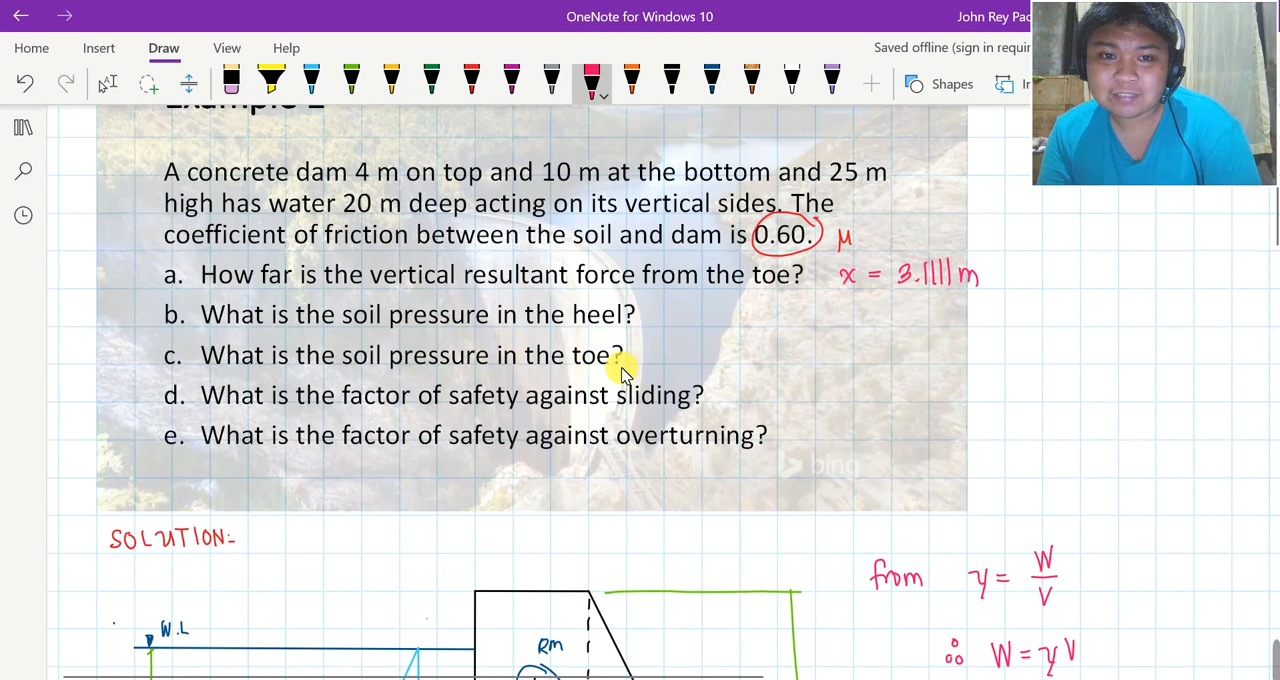 OneNote for Windows 10
John Rey Pac
Home Insert Draw View Help
Saved offline (sign in requir
Shapes
In
A concrete dam 4 m on top and 10 m at the bottom and 25 m
high has water 20 m deep acting on its vertical sides. The
coefficient of friction between the soil and dam is 0.60. μ
a. How far is the vertical resultant force from the toe? x = 3.1111 m
b. What is the soil pressure in the heel?
c. What is the soil pressure in the toe?
d. What is the factor of safety against sliding?
e. What is the factor of safety against overturning?
bing
SOLUTION:
from γ = W/V
W.L
RM
∴ W = γV